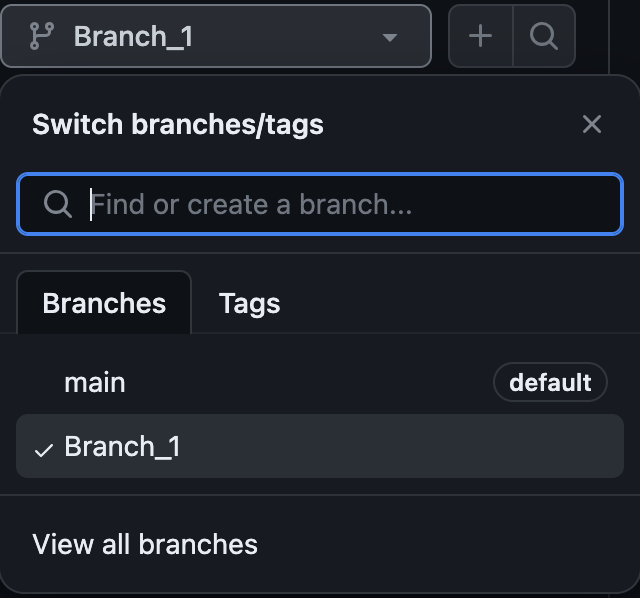 Branch_1
Switch branches/tags
Find or create a branch...
Branches Tags
main default
Branch_1
View all branches